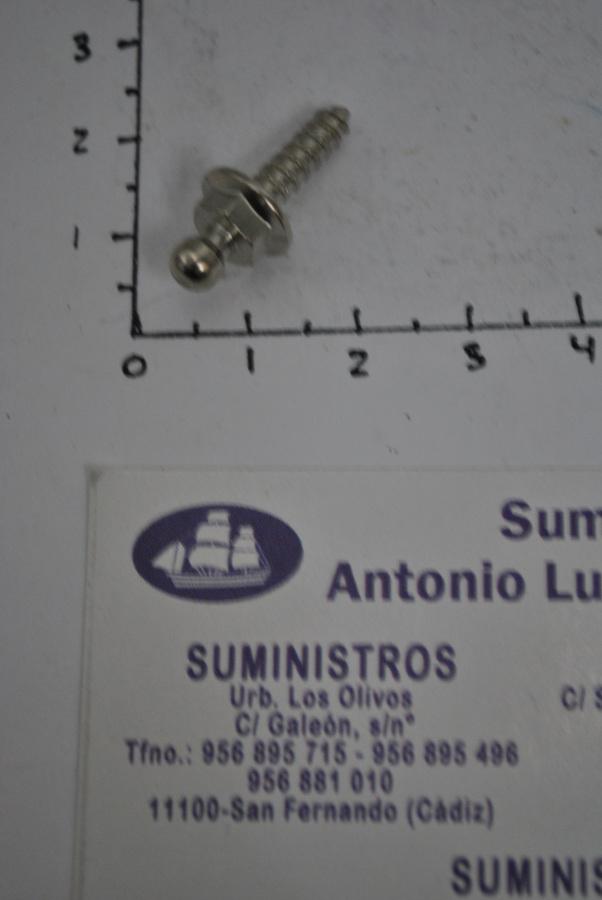 3
2
1
0 1 2 3 4
Sum
Antonio Lu
SUMINISTROS
Urb. Los Olivos
C/ Galeón, s/n°
Tfno.: 956 895 715 - 956 895 496
956 881 010
11100-San Fernando (Cádiz)
C/ S
SUMINIS